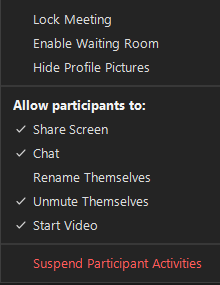 Lock Meeting
Enable Waiting Room
Hide Profile Pictures
Allow participants to:
Share Screen
Chat
Rename Themselves
Unmute Themselves
Start Video
Suspend Participant Activities